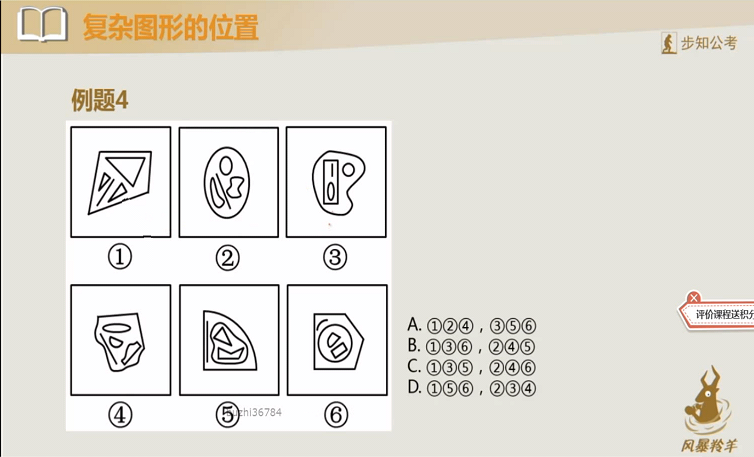 复杂图形的位置
步知公考
例题4
① ② ③
A. ①②④，③⑤⑥
B. ①③⑥，②④⑤
C. ①③⑤，②④⑥
D. ①⑤⑥，②③④
评价课程送积分
④ ⑤ ⑥
buzhi36784
风暴羚羊